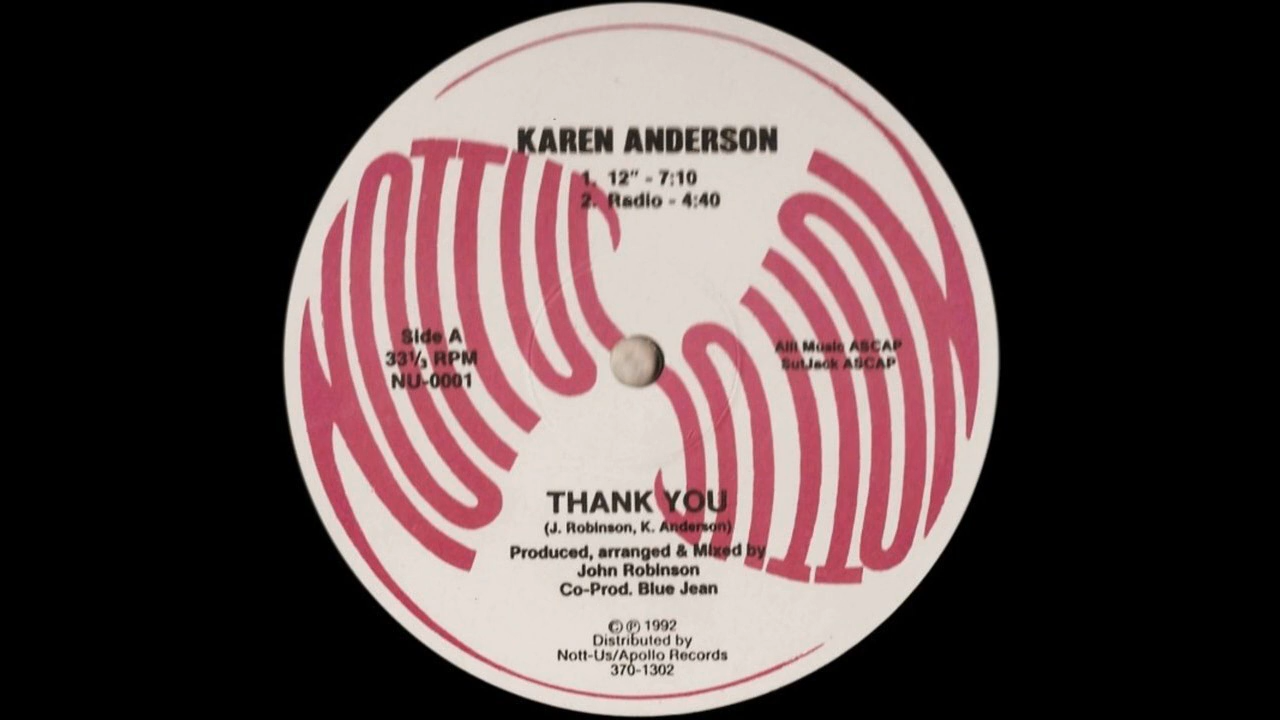 KAREN ANDERSON
1. 12" - 7:10
2. Radio - 4:40
NOTTUS
NOTTUS
Side A
33⅓ RPM
NU-0001
Alli Music ASCAP
SutJack ASCAP
THANK YOU
(J. Robinson, K. Anderson)
Produced, arranged & Mixed by
John Robinson
Co-Prod. Blue Jean
© ℗ 1992
Distributed by
Nott-Us/Apollo Records
370-1302